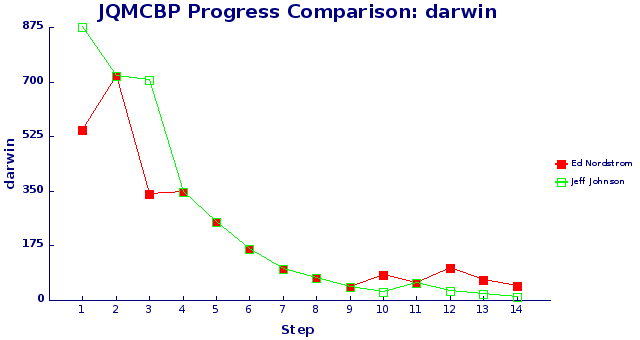 JQMCBP Progress Comparison: darwin
875
700
525
350
175
0
darwin
1 2 3 4 5 6 7 8 9 10 11 12 13 14
Step
Ed Nordstrom
Jeff Johnson